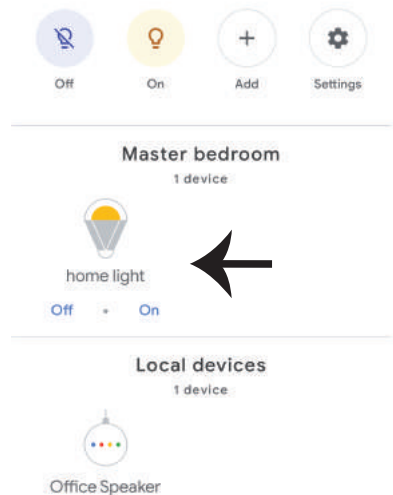 Off On Add Settings
Master bedroom
1 device
home light
Off • On
Local devices
1 device
Office Speaker